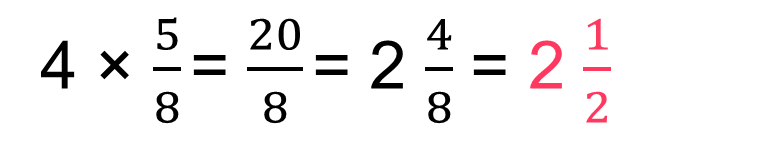 4 × 5/8 = 20/8 = 2 4/8 = 2 1/2